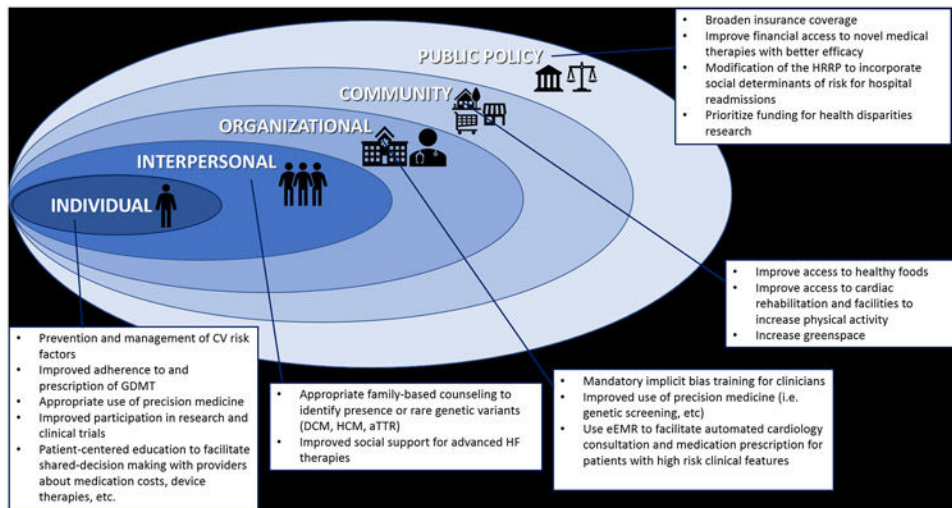 PUBLIC POLICY
COMMUNITY
ORGANIZATIONAL
INTERPERSONAL
INDIVIDUAL
• Broaden insurance coverage
• Improve financial access to novel medical
therapies with better efficacy
• Modification of the HRRP to incorporate
social determinants of risk for hospital
readmissions
• Prioritize funding for health disparities
research
• Improve access to healthy foods
• Improve access to cardiac
rehabilitation and facilities to
increase physical activity
• Increase greenspace
• Prevention and management of CV risk
factors
• Improved adherence to and
prescription of GDMT
• Appropriate use of precision medicine
• Improved participation in research and
clinical trials
• Patient-centered education to facilitate
shared-decision making with providers
about medication costs, device
therapies, etc.
• Appropriate family-based counseling to
identify presence or rare genetic variants
(DCM, HCM, aTTR)
• Improved social support for advanced HF
therapies
• Mandatory implicit bias training for clinicians
• Improved use of precision medicine (i.e.
genetic screening, etc)
• Use eEMR to facilitate automated cardiology
consultation and medication prescription for
patients with high risk clinical features